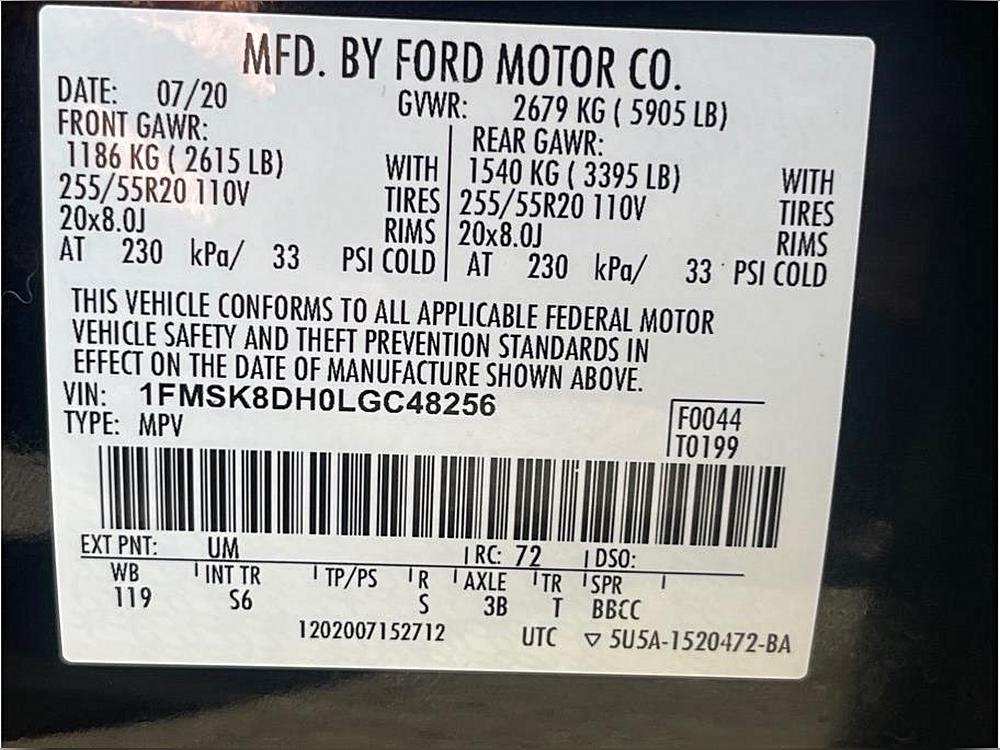 MFD. BY FORD MOTOR CO.
DATE: 07/20 GVWR: 2679 KG ( 5905 LB)
FRONT GAWR: REAR GAWR:
1186 KG ( 2615 LB) WITH 1540 KG ( 3395 LB) WITH
255/55R20 110V TIRES 255/55R20 110V TIRES
20x8.0J RIMS 20x8.0J RIMS
AT 230 kPa/ 33 PSI COLD AT 230 kPa/ 33 PSI COLD
THIS VEHICLE CONFORMS TO ALL APPLICABLE FEDERAL MOTOR
VEHICLE SAFETY AND THEFT PREVENTION STANDARDS IN
EFFECT ON THE DATE OF MANUFACTURE SHOWN ABOVE.
VIN: 1FMSK8DH0LGC48256
TYPE: MPV
F0044
T0199
EXT PNT: UM RC: 72 DSO:
WB INT TR TP/PS R AXLE TR SPR
119 S6 S 3B T BBCC
1202007152712 UTC ▽ 5U5A-1520472-BA